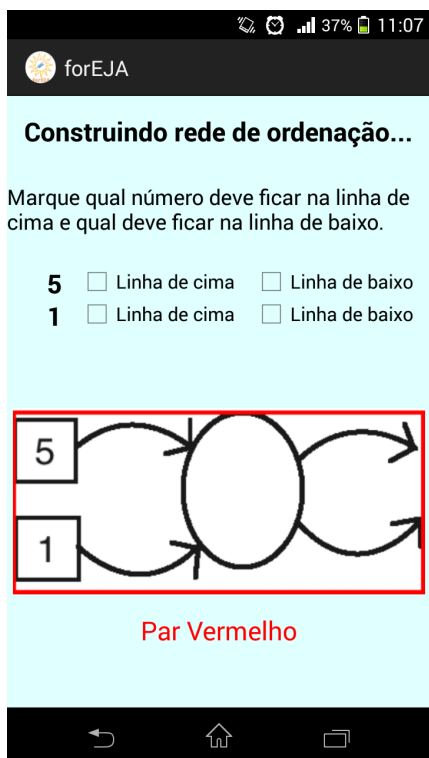 37% 11:07
forEJA
Construindo rede de ordenação...
Marque qual número deve ficar na linha de
cima e qual deve ficar na linha de baixo.
5 Linha de cima Linha de baixo
1 Linha de cima Linha de baixo
5
1
Par Vermelho